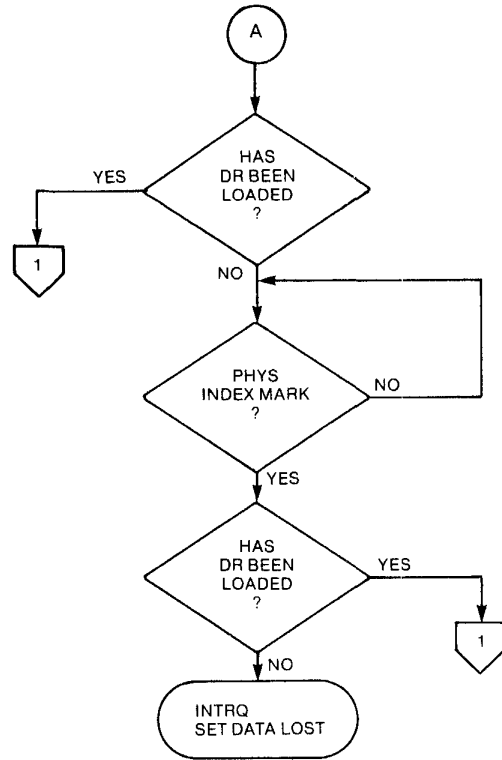 A
HAS
DR BEEN
LOADED
?
YES
1
NO
PHYS
INDEX MARK
?
NO
YES
HAS
DR BEEN
LOADED
?
YES
1
NO
INTRQ
SET DATA LOST